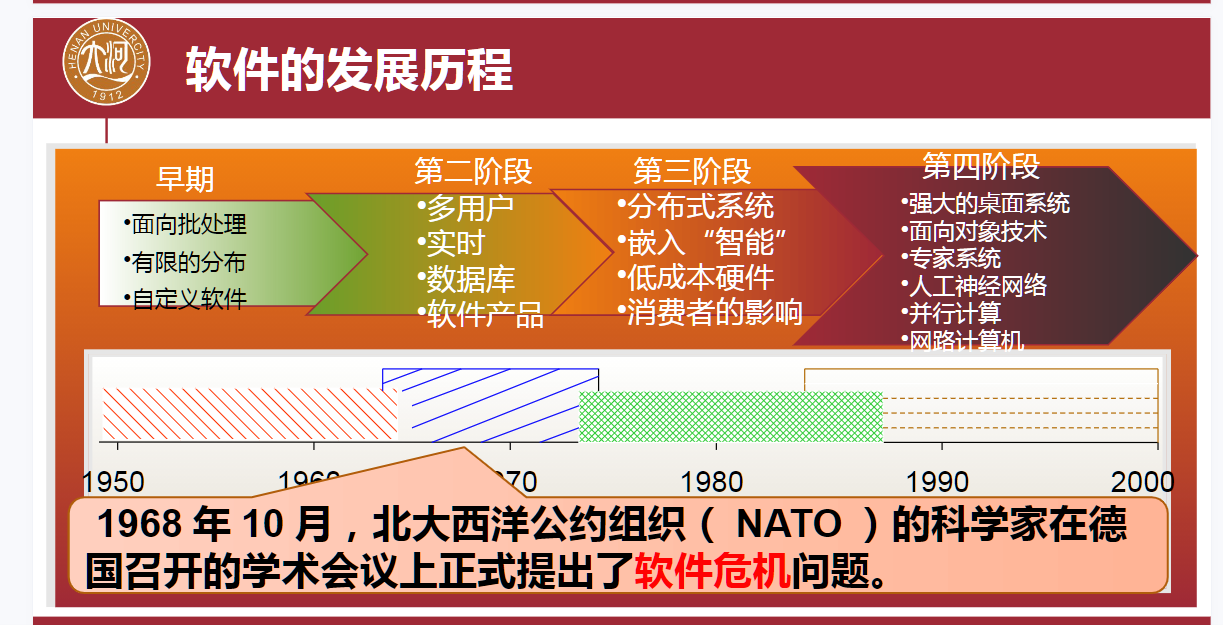 HENAN UNIVERCITY
大河
1912
软件的发展历程
早期
•面向批处理
•有限的分布
•自定义软件
第二阶段
•多用户
•实时
•数据库
•软件产品
第三阶段
•分布式系统
•嵌入“智能”
•低成本硬件
•消费者的影响
第四阶段
•强大的桌面系统
•面向对象技术
•专家系统
•人工神经网络
•并行计算
•网路计算机
1950
1960
70
1980
1990
2000
1968 年 10 月，北大西洋公约组织（ NATO ）的科学家在德
国召开的学术会议上正式提出了软件危机问题。